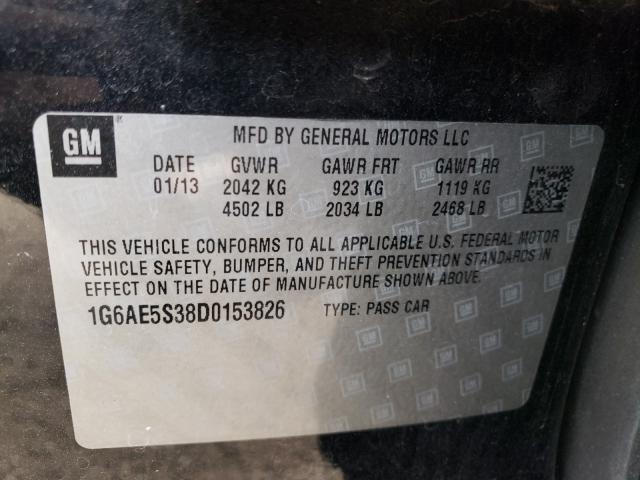 GM
MFD BY GENERAL MOTORS LLC
DATE GVWR GAWR FRT GAWR RR
01/13 2042 KG 923 KG 1119 KG
4502 LB 2034 LB 2468 LB
THIS VEHICLE CONFORMS TO ALL APPLICABLE U.S. FEDERAL MOTOR
VEHICLE SAFETY, BUMPER, AND THEFT PREVENTION STANDARDS IN
EFFECT ON THE DATE OF MANUFACTURE SHOWN ABOVE.
1G6AE5S38D0153826 TYPE: PASS CAR